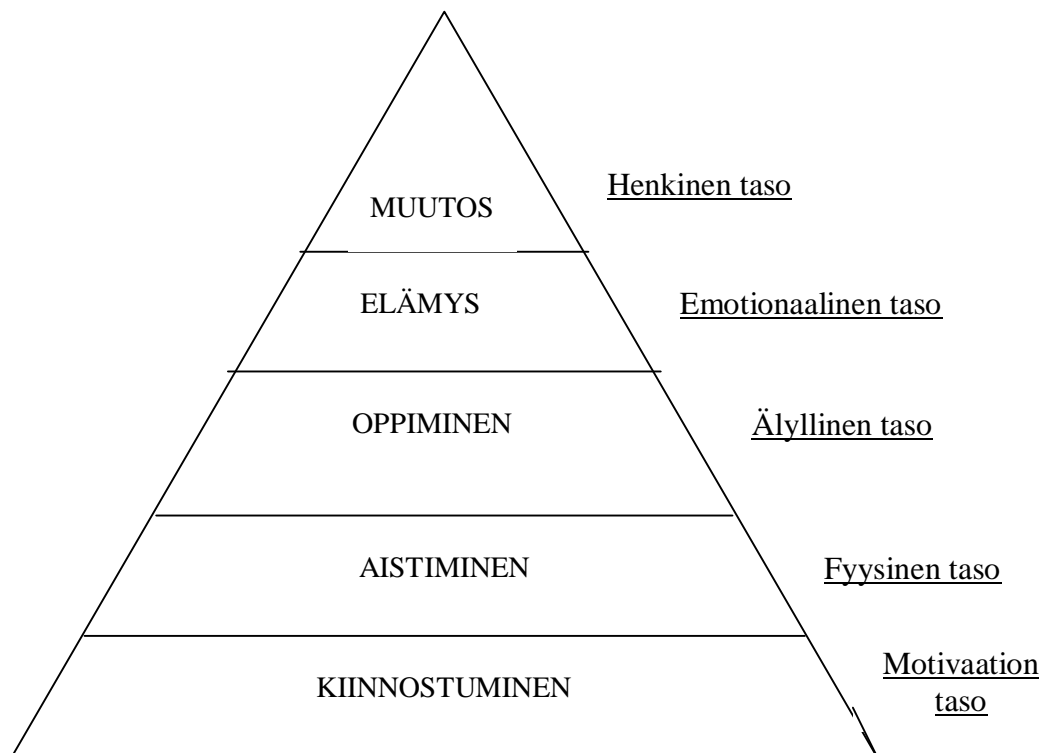 Henkinen taso
MUUTOS
ELÄMYS
Emotionaalinen taso
OPPIMINEN
Älyllinen taso
AISTIMINEN
Fyysinen taso
Motivaation
taso
KIINNOSTUMINEN